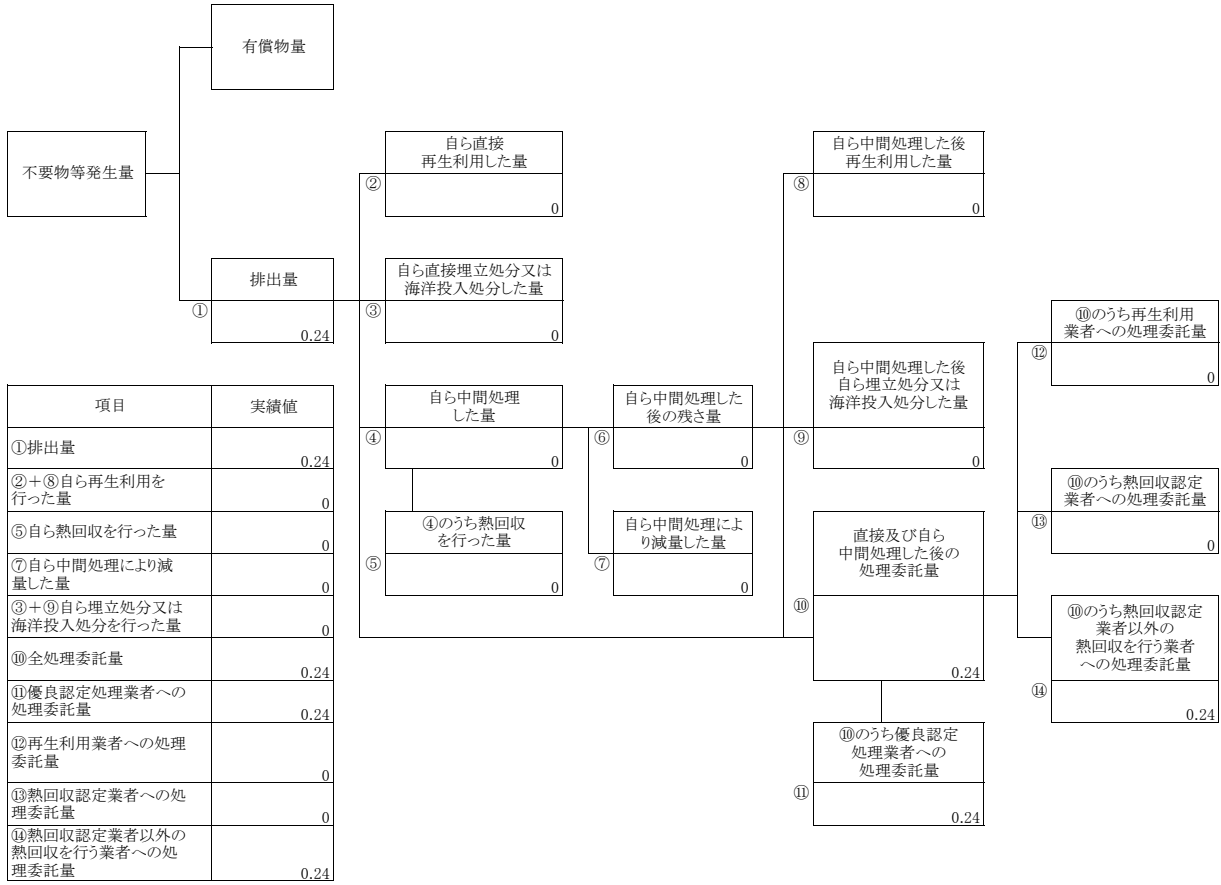 有償物量
不要物等発生量
自ら直接
再生利用した量
②
0
自ら中間処理した後
再生利用した量
⑧
0
排出量
①
0.24
自ら直接埋立処分又は
海洋投入処分した量
③
0
⑩のうち再生利用
業者への処理委託量
⑫
0
自ら中間処理した後
自ら埋立処分又は
海洋投入処分した量
⑨
0
自ら中間処理
した量
④
0
自ら中間処理した
後の残さ量
⑥
0
⑩のうち熱回収認定
業者への処理委託量
⑬
0
④のうち熱回収
を行った量
⑤
0
自ら中間処理によ
り減量した量
⑦
0
直接及び自ら
中間処理した後の
処理委託量
⑩
0.24
⑩のうち熱回収認定
業者以外の
熱回収を行う業者
への処理委託量
⑭
0.24
⑩のうち優良認定
処理業者への
処理委託量
⑪
0.24
項目 実績値
①排出量
0.24
②＋⑧自ら再生利用を
行った量
0
⑤自ら熱回収を行った量
0
⑦自ら中間処理により減
量した量
0
③＋⑨自ら埋立処分又は
海洋投入処分を行った量
0
⑩全処理委託量
0.24
⑪優良認定処理業者への
処理委託量
0.24
⑫再生利用業者への処理
委託量
0
⑬熱回収認定業者への処
理委託量
0
⑭熱回収認定業者以外の
熱回収を行う業者への処
理委託量
0.24